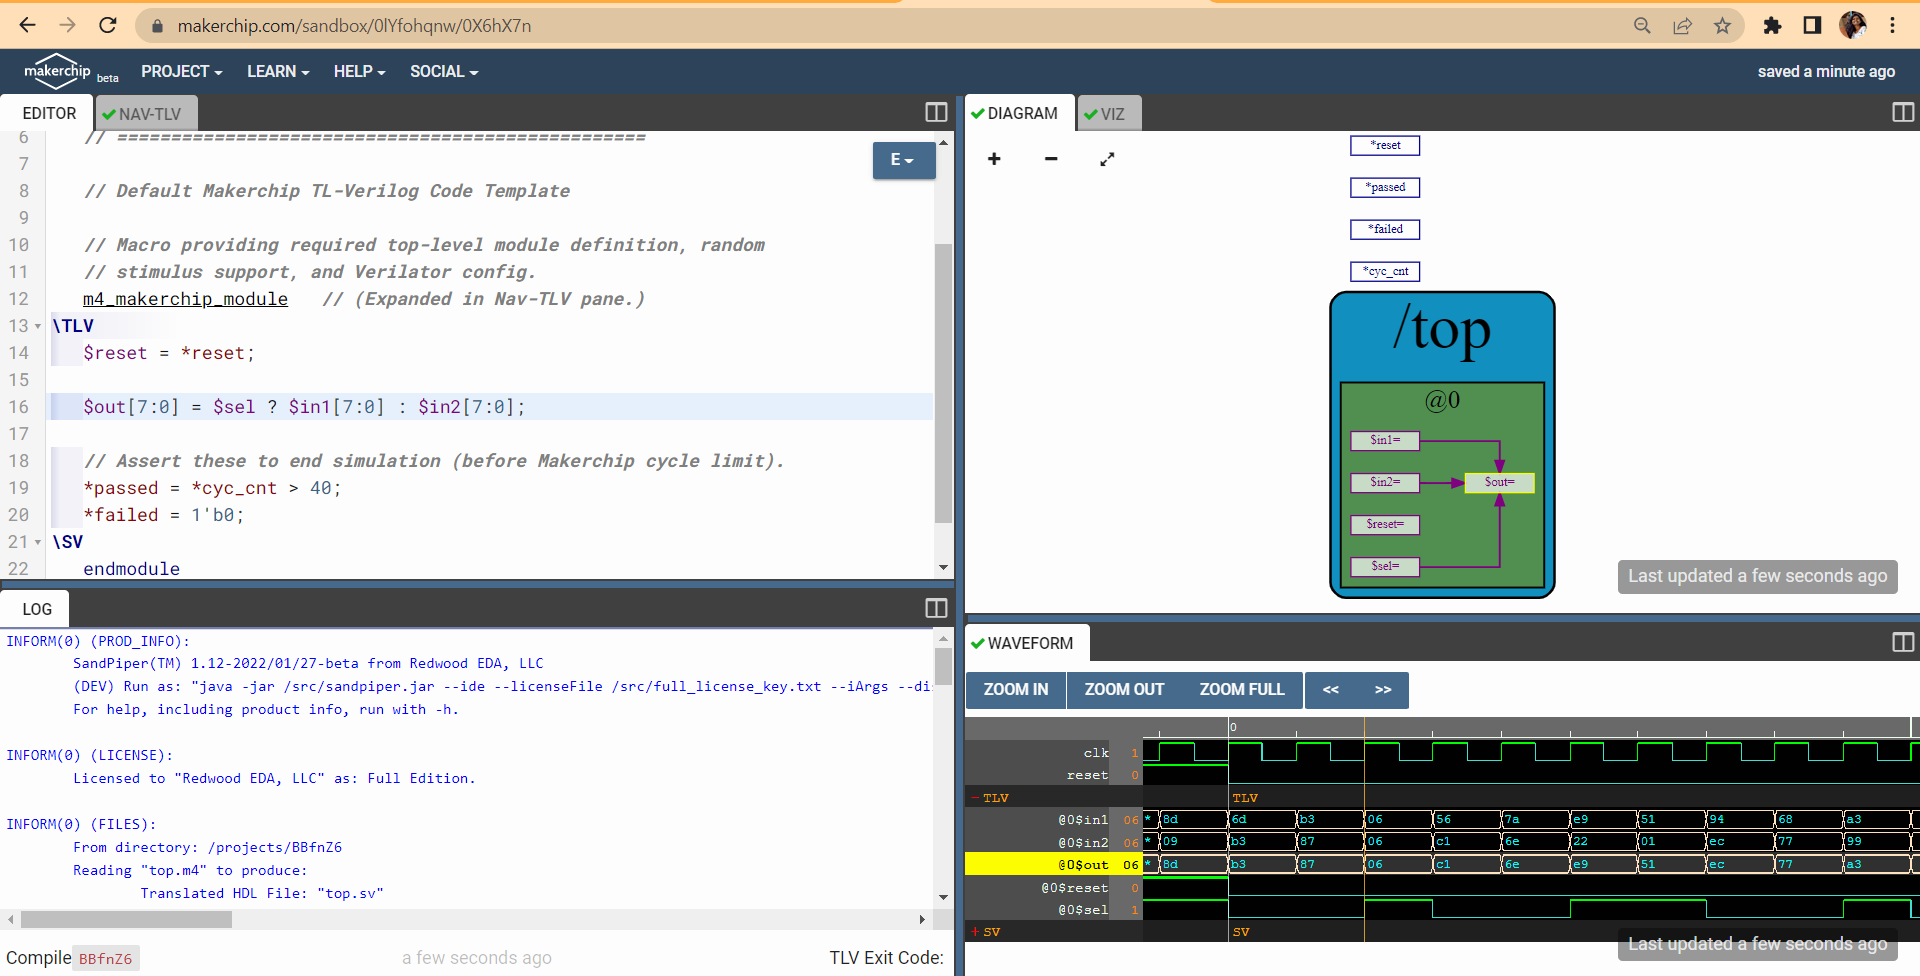 makerchip.com/sandbox/0lYfohqnw/0X6hX7n
makerchip beta PROJECT LEARN HELP SOCIAL saved a minute ago
EDITOR NAV-TLV
E
6 // =================================================
7
8 // Default Makerchip TL-Verilog Code Template
9
10 // Macro providing required top-level module definition, random
11 // stimulus support, and Verilator config.
12 m4_makerchip_module // (Expanded in Nav-TLV pane.)
13 \TLV
14 $reset = *reset;
15
16 $out[7:0] = $sel ? $in1[7:0] : $in2[7:0];
17
18 // Assert these to end simulation (before Makerchip cycle limit).
19 *passed = *cyc_cnt > 40;
20 *failed = 1'b0;
21 \SV
22 endmodule
LOG
INFORM(0) (PROD_INFO):
SandPiper(TM) 1.12-2022/01/27-beta from Redwood EDA, LLC
(DEV) Run as: "java -jar /src/sandpiper.jar --ide --licenseFile /src/full_license_key.txt --iArgs --di
For help, including product info, run with -h.
INFORM(0) (LICENSE):
Licensed to "Redwood EDA, LLC" as: Full Edition.
INFORM(0) (FILES):
From directory: /projects/BBfnZ6
Reading "top.m4" to produce:
Translated HDL File: "top.sv"
Compile BBfnZ6 a few seconds ago TLV Exit Code:
DIAGRAM VIZ
*reset
*passed
*failed
*cyc_cnt
/top
@0
$in1=
$in2=
$out=
$reset=
$sel=
Last updated a few seconds ago
WAVEFORM
ZOOM IN ZOOM OUT ZOOM FULL << >>
0
clk 1
reset 0
- TLV TLV
@0$in1 06 * 8d 6d b3 06 56 7a e9 51 94 68 a3
@0$in2 06 * 09 b3 87 06 c1 6e 22 01 ec 77 99
@0$out 06 * 8d b3 87 06 c1 6e e9 51 ec 77 a3
@0$reset 0
@0$sel 1
+ SV SV
Last updated a few seconds ago